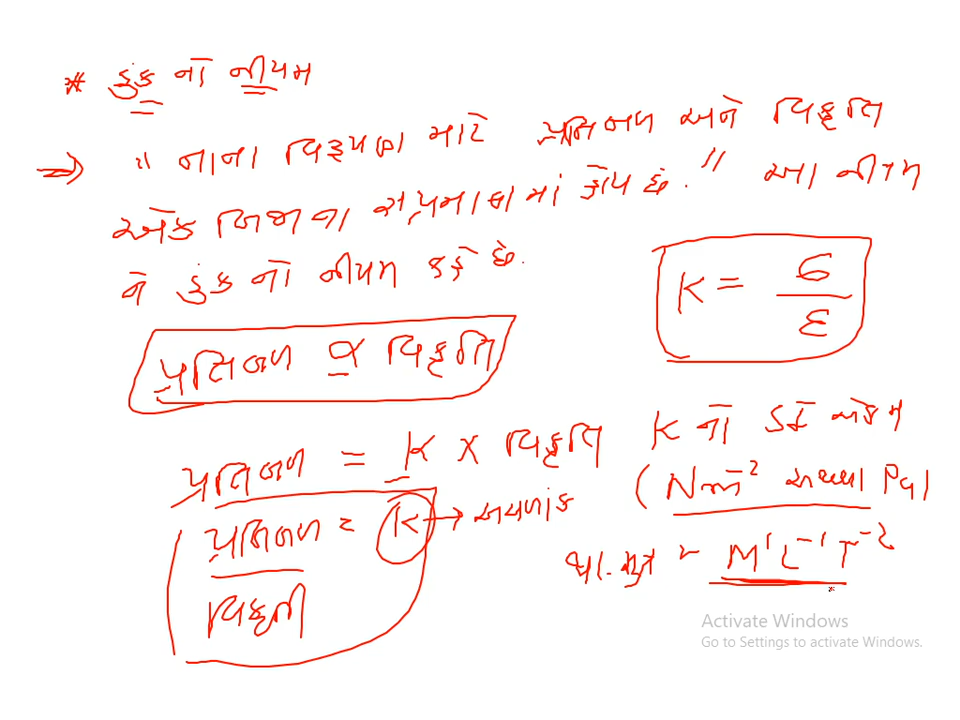 * હુક નો નીયમ
⇒ " નાના વિરૂપણ માટે પ્રતિબળ અને વિકૃતિ
એક બિજાના સપ્રમાણમાં હોય છે. " આ નીયમ
ને હુક નો નીયમ કહે છે.
K = σ / ε
પ્રતિબળ α વિકૃતિ
પ્રતિબળ = K × વિકૃતિ
K નો SI એકમ
(Nm⁻² અથવા Pa)
પ્રતિબળ / વિકૃતી = K → અચળાંક
પા. સુત્ર = M¹L⁻¹T⁻²
Activate Windows
Go to Settings to activate Windows.